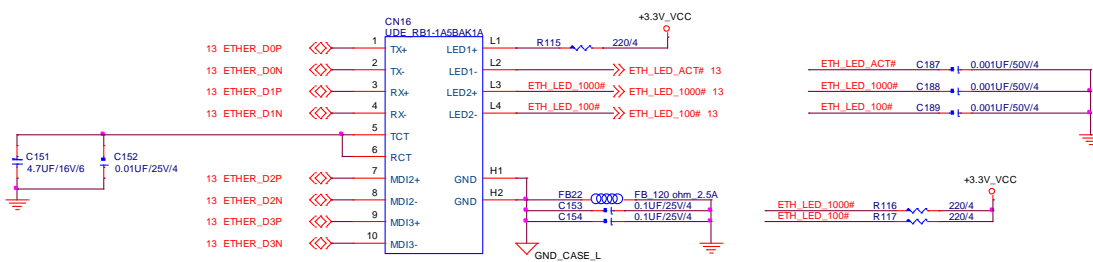 CN16
UDE_RB1-1A5BAK1A
+3.3V_VCC
13 ETHER_D0P 1 TX+ LED1+ L1 R115 220/4
13 ETHER_D0N 2 TX- LED1- L2 ETH_LED_ACT# 13
13 ETHER_D1P 3 RX+ LED2+ L3 ETH_LED_1000# ETH_LED_1000# 13
13 ETHER_D1N 4 RX- LED2- L4 ETH_LED_100# ETH_LED_100# 13
5 TCT
6 RCT
C151
4.7UF/16V/6
C152
0.01UF/25V/4
13 ETHER_D2P 7 MDI2+ GND H1
13 ETHER_D2N 8 MDI2- GND H2 FB22 FB_120 ohm_2.5A
13 ETHER_D3P 9 MDI3+ C153 0.1UF/25V/4
C154 0.1UF/25V/4
13 ETHER_D3N 10 MDI3-
GND_CASE_L
ETH_LED_ACT# C187 0.001UF/50V/4
ETH_LED_1000# C188 0.001UF/50V/4
ETH_LED_100# C189 0.001UF/50V/4
+3.3V_VCC
ETH_LED_1000# R116 220/4
ETH_LED_100# R117 220/4